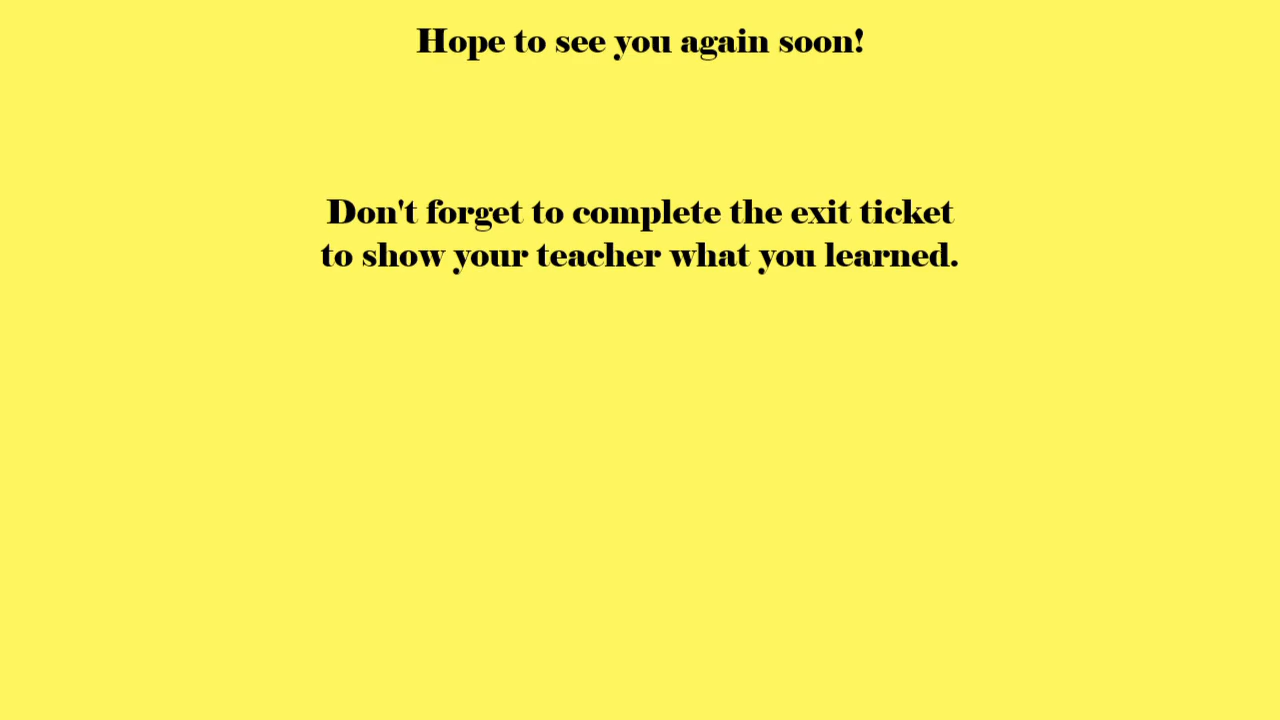 Hope to see you again soon!
Don't forget to complete the exit ticket
to show your teacher what you learned.